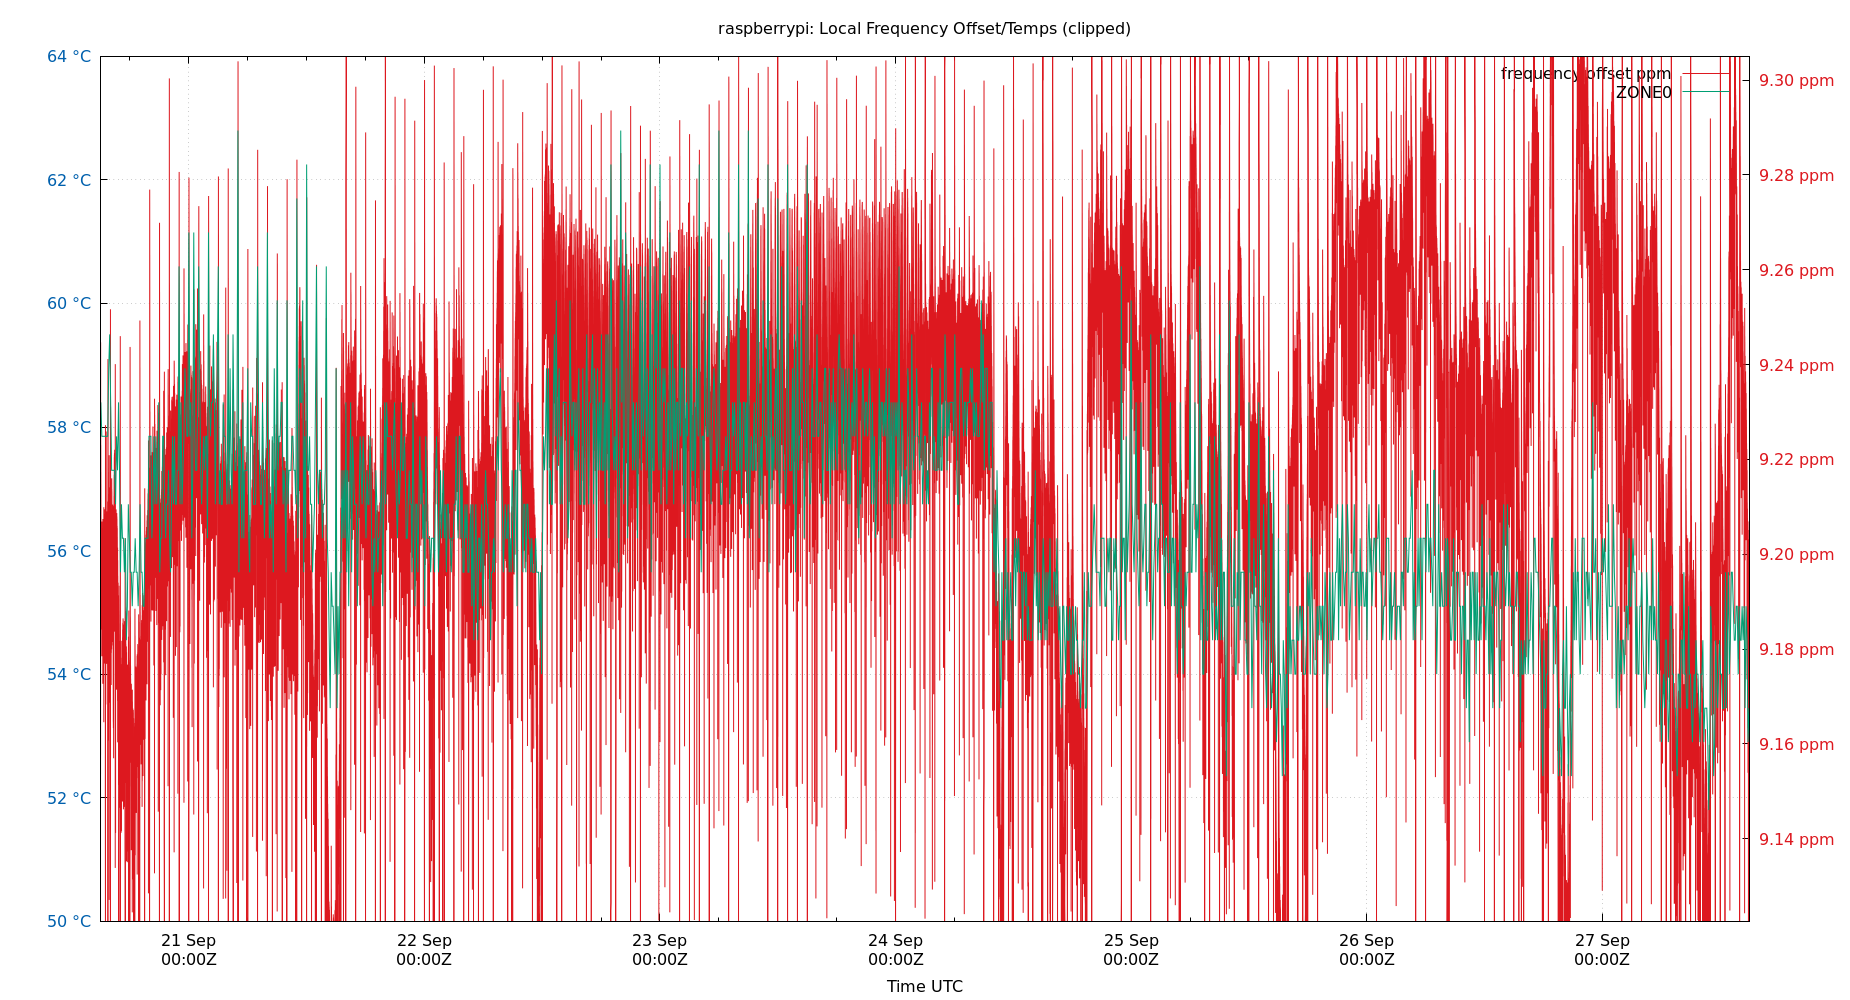 raspberrypi: Local Frequency Offset/Temps (clipped)
64 °C
62 °C
60 °C
58 °C
56 °C
54 °C
52 °C
50 °C
frequency offset ppm
ZONE0
9.30 ppm
9.28 ppm
9.26 ppm
9.24 ppm
9.22 ppm
9.20 ppm
9.18 ppm
9.16 ppm
9.14 ppm
21 Sep
00:00Z
22 Sep
00:00Z
23 Sep
00:00Z
24 Sep
00:00Z
25 Sep
00:00Z
26 Sep
00:00Z
27 Sep
00:00Z
Time UTC